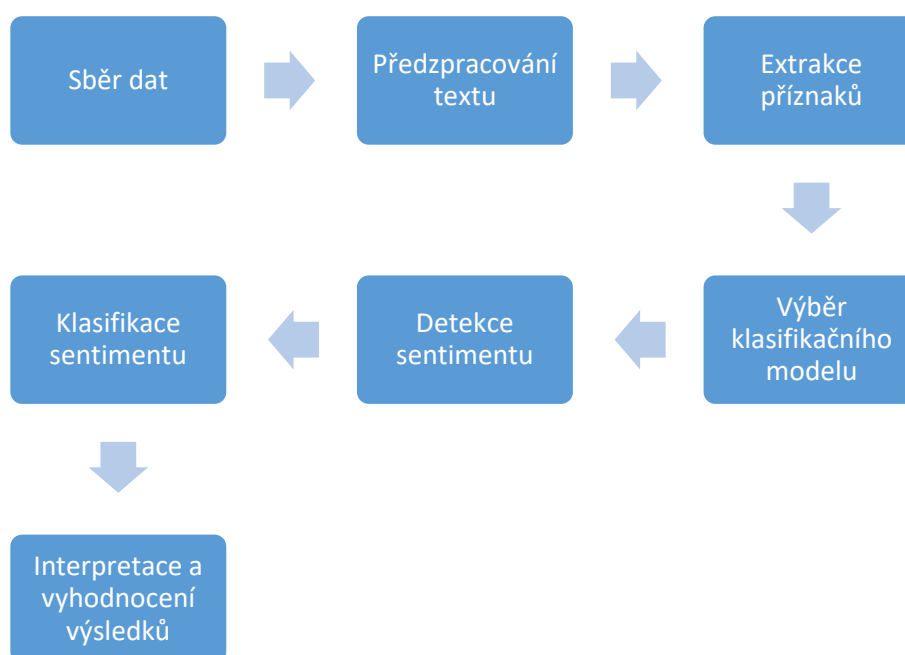 Sběr dat
Předzpracování
textu
Extrakce
příznaků
Výběr
klasifikačního
modelu
Detekce
sentimentu
Klasifikace
sentimentu
Interpretace a
vyhodnocení
výsledků